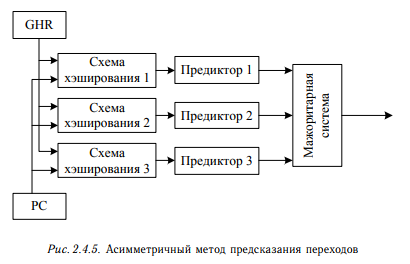 GHR
Схема
хэширования 1
Предиктор 1
Схема
хэширования 2
Предиктор 2
Схема
хэширования 3
Предиктор 3
Мажоритарная
система
PC
Рис. 2.4.5. Асимметричный метод предсказания переходов